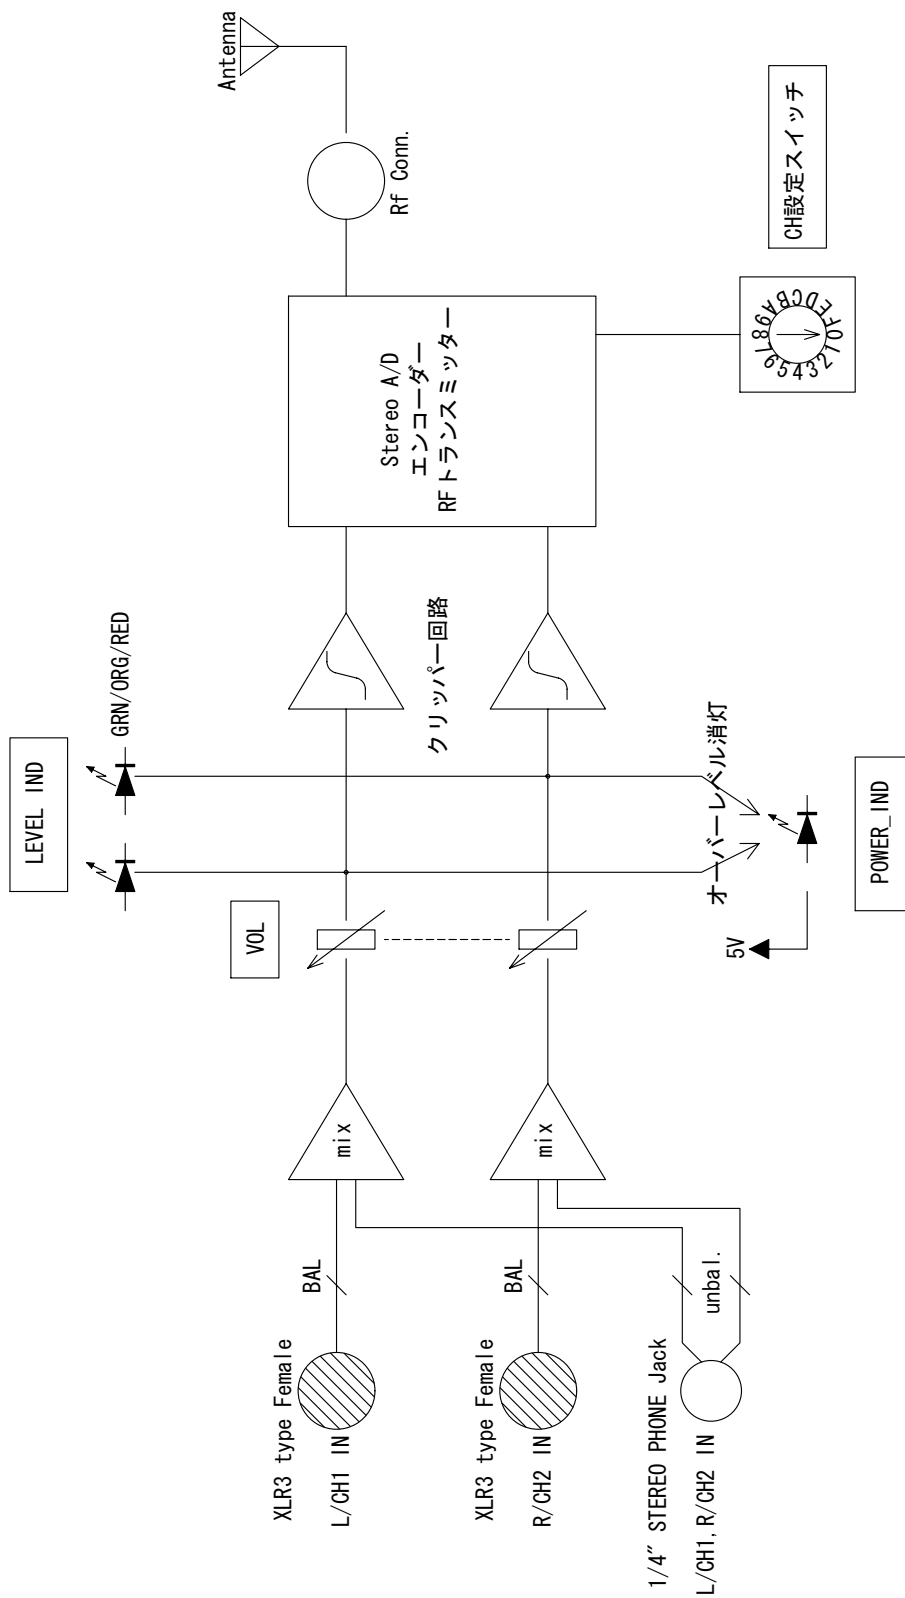 LEVEL IND
GRN/ORG/RED
Antenna
Rf Conn.
VOL
XLR3 type Female
L/CH1 IN
BAL
mix
クリッパー回路
Stereo A/D
エンコーダー
RFトランスミッター
XLR3 type Female
R/CH2 IN
BAL
mix
1/4″ STEREO PHONE Jack
L/CH1,R/CH2 IN
unbal.
オーバーレベル消灯
5V
POWER_IND
0123456789ABCDEF
CH設定スイッチ